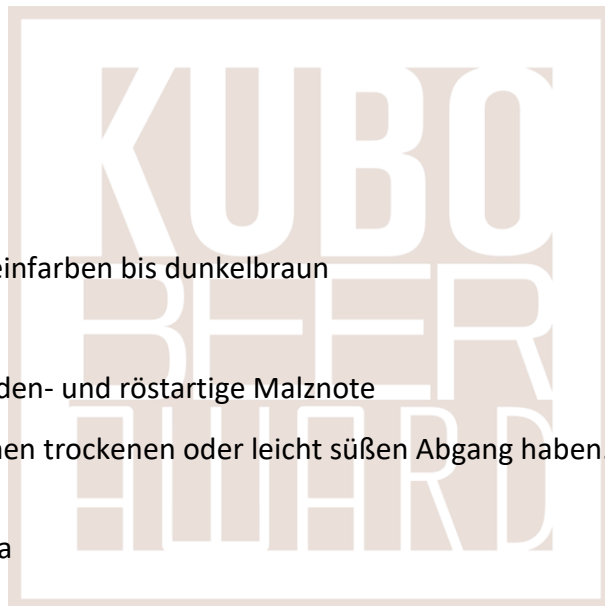 KUBO
einfarben bis dunkelbraun
BEER
den- und röstartige Malznote
nen trockenen oder leicht süßen Abgang haben.
AWARD
a